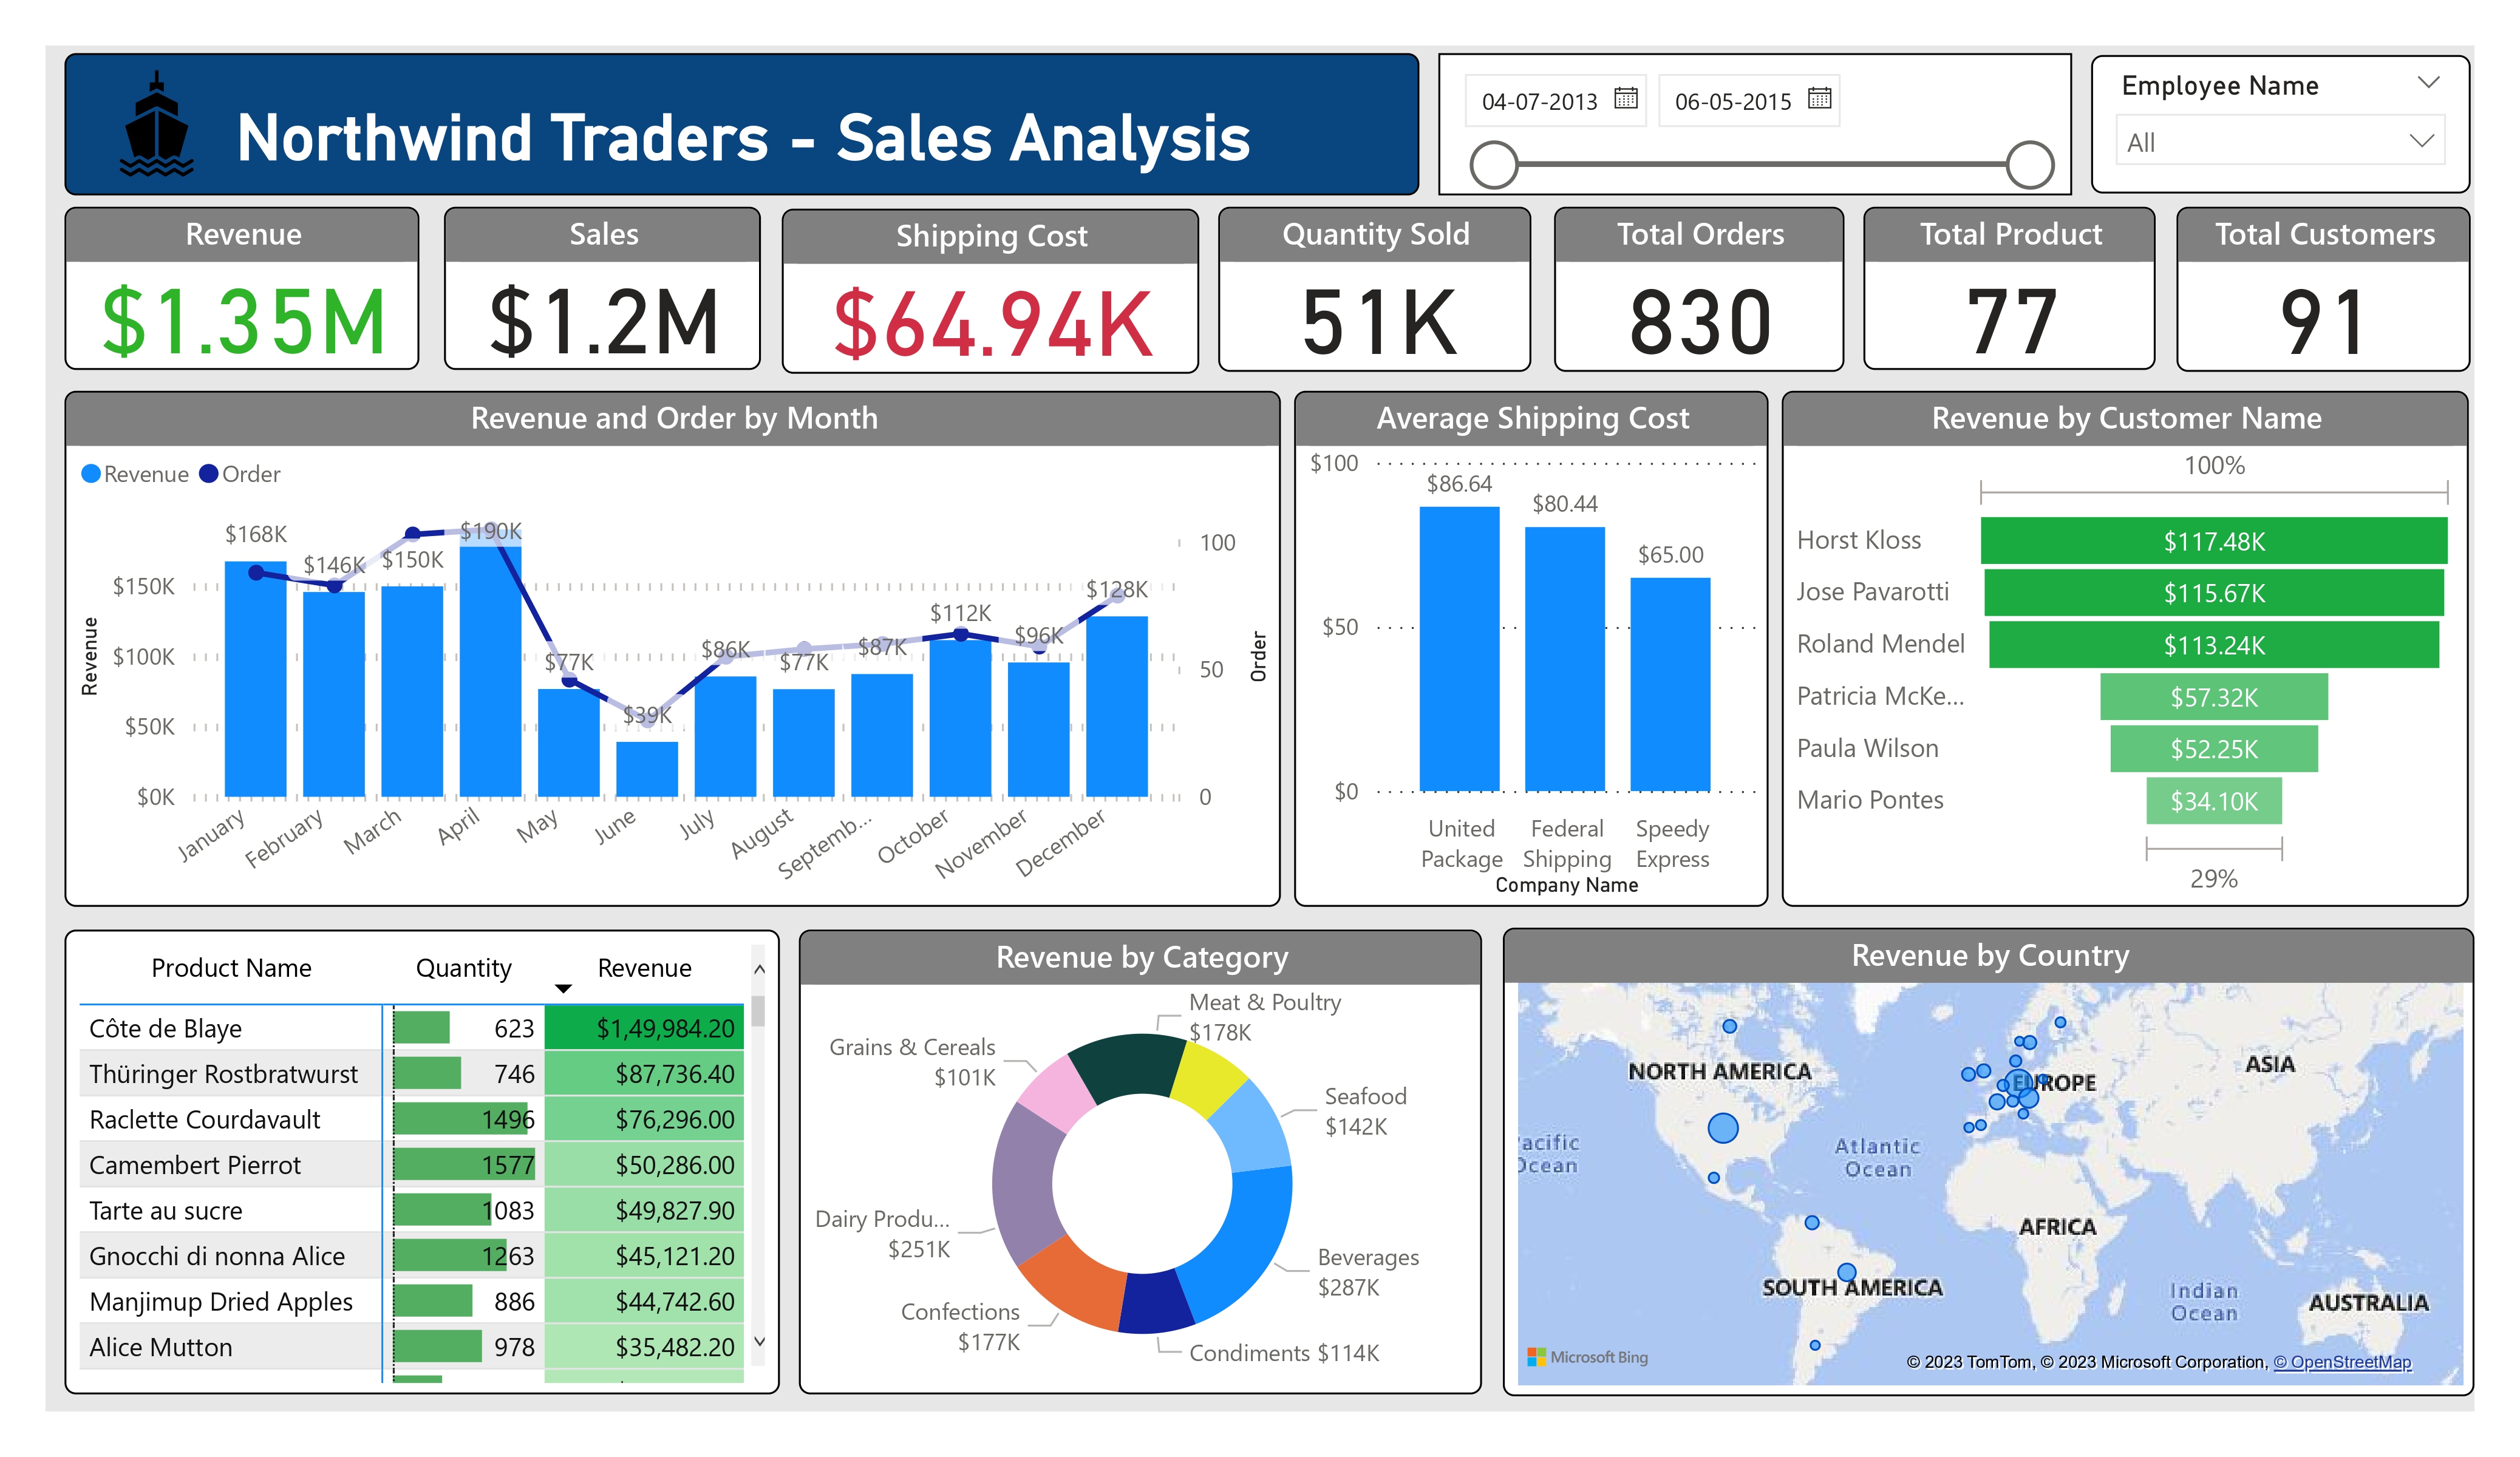 Northwind Traders - Sales Analysis
04-07-2013
06-05-2015
Employee Name
All
Revenue
$1.35M
Sales
$1.2M
Shipping Cost
$64.94K
Quantity Sold
51K
Total Orders
830
Total Product
77
Total Customers
91
Revenue and Order by Month
Revenue
Order
Revenue
$150K
$100K
$50K
$0K
$168K
$146K
$150K
$190K
$77K
$39K
$86K
$77K
$87K
$112K
$96K
$128K
100
50
0
Order
January
February
March
April
May
June
July
August
Septemb...
October
November
December
Average Shipping Cost
$100
$50
$0
$86.64
$80.44
$65.00
United
Package
Federal
Shipping
Speedy
Express
Company Name
Revenue by Customer Name
100%
Horst Kloss
$117.48K
Jose Pavarotti
$115.67K
Roland Mendel
$113.24K
Patricia McKe...
$57.32K
Paula Wilson
$52.25K
Mario Pontes
$34.10K
29%
Product Name Quantity Revenue
Côte de Blaye 623 $1,49,984.20
Thüringer Rostbratwurst 746 $87,736.40
Raclette Courdavault 1496 $76,296.00
Camembert Pierrot 1577 $50,286.00
Tarte au sucre 1083 $49,827.90
Gnocchi di nonna Alice 1263 $45,121.20
Manjimup Dried Apples 886 $44,742.60
Alice Mutton 978 $35,482.20
Revenue by Category
Meat & Poultry
$178K
Grains & Cereals
$101K
Seafood
$142K
Dairy Produ...
$251K
Beverages
$287K
Confections
$177K
Condiments $114K
Revenue by Country
NORTH AMERICA
EUROPE
ASIA
acific
Ocean
Atlantic
Ocean
AFRICA
SOUTH AMERICA
Indian
Ocean
AUSTRALIA
Microsoft Bing
© 2023 TomTom, © 2023 Microsoft Corporation, © OpenStreetMap